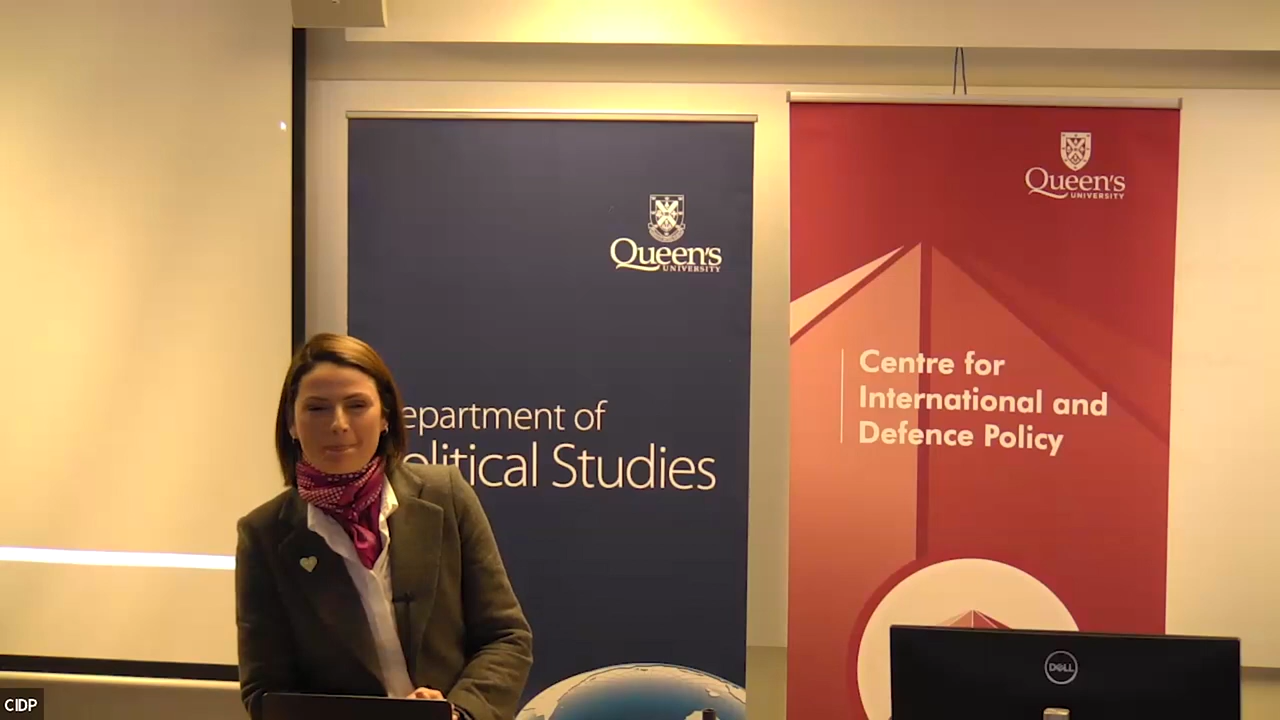 Queen's
UNIVERSITY
epartment of
olitical Studies
Queen's
UNIVERSITY
Centre for
International and
Defence Policy
DELL
CIDP